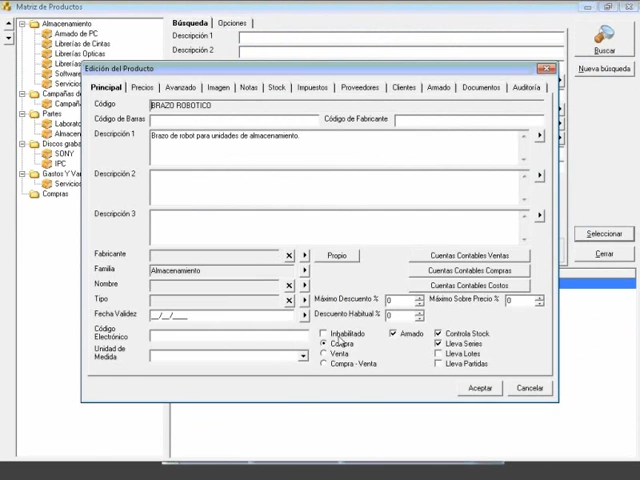 Matriz de Productos
Almacenamiento
Armado de PC
Librerías de Cintas
Librerías Opticas
Librerías
Software
Servicios
Campañas d
Campaña
Partes
Laborato
Almacen
Discos graba
SONY
IPC
Gastos Y Va
Servicios
Compras
Búsqueda
Opciones
Descripción 1
Descripción 2
Buscar
Nueva búsqueda
Seleccionar
Cerrar
Edición del Producto
Principal Precios Avanzado Imagen Notas Stock Impuestos Proveedores Clientes Armado Documentos Auditoría
Código
BRAZO ROBOTICO
Código de Barras
Código de Fabricante
Descripción 1
Brazo de robot para unidades de almacenamiento.
Descripción 2
Descripción 3
Fabricante
Propio
Cuentas Contables Ventas
Familia
Almacenamiento
Cuentas Contables Compras
Nombre
Cuentas Contables Costos
Tipo
Máximo Descuento % 0
Máximo Sobre Precio % 0
Fecha Validez
__/__/____
Descuento Habitual % 0
Código Electrónico
Inhabilitado
Armado
Controla Stock
Compra
Lleva Series
Unidad de Medida
Venta
Lleva Lotes
Compra - Venta
Lleva Partidas
Aceptar
Cancelar